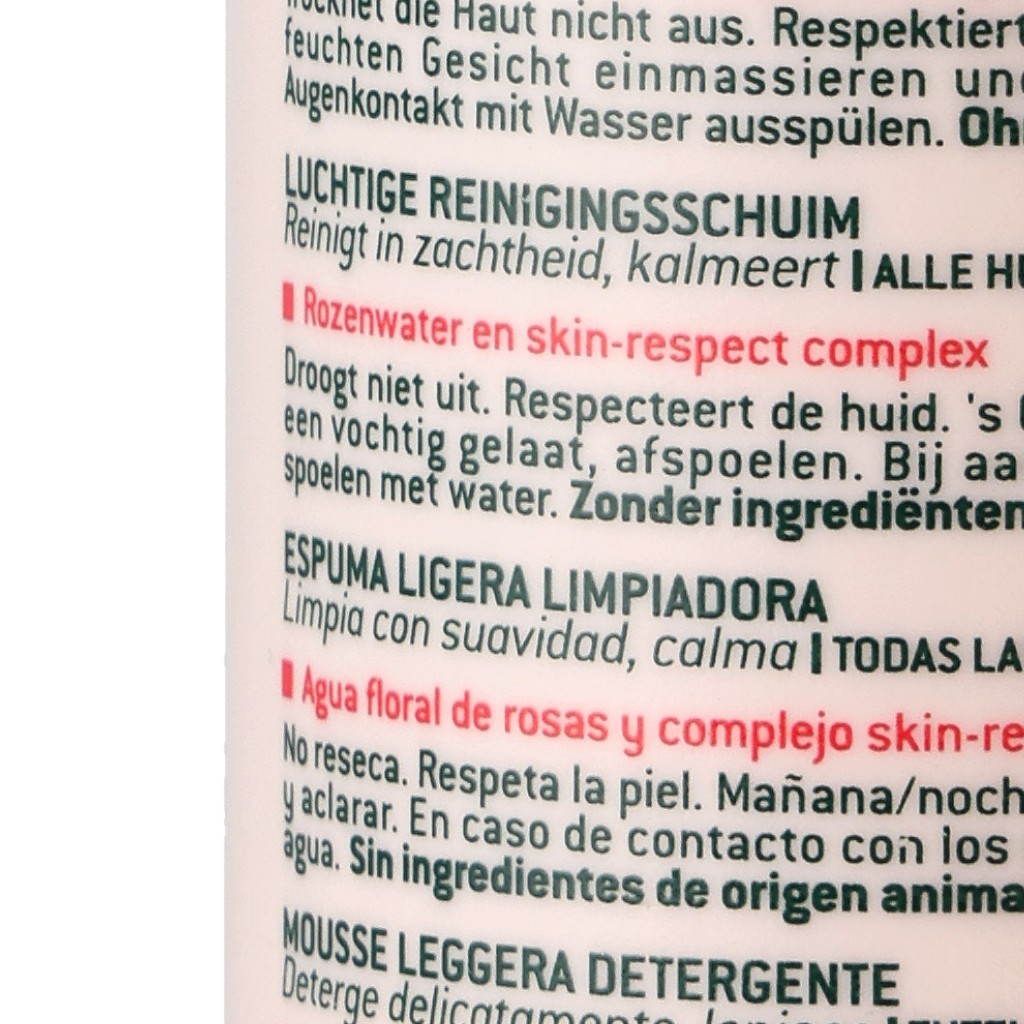 die Haut nicht aus. Respektiert
feuchten Gesicht einmassieren und
Augenkontakt mit Wasser ausspülen. Oh
LUCHTIGE REINIGINGSSCHUIM
Reinigt in zachtheid, kalmeert | ALLE HU
Rozenwater en skin-respect complex
Droogt niet uit. Respecteert de huid. 's
een vochtig gelaat, afspoelen. Bij aa
spoelen met water. Zonder ingrediënten
ESPUMA LIGERA LIMPIADORA
Limpia con suavidad, calma | TODAS LA
Agua floral de rosas y complejo skin-re
No reseca. Respeta la piel. Mañana/noch
y aclarar. En caso de contacto con los
agua. Sin ingredientes de origen anima
MOUSSE LEGGERA DETERGENTE
Deterge delicatamente,